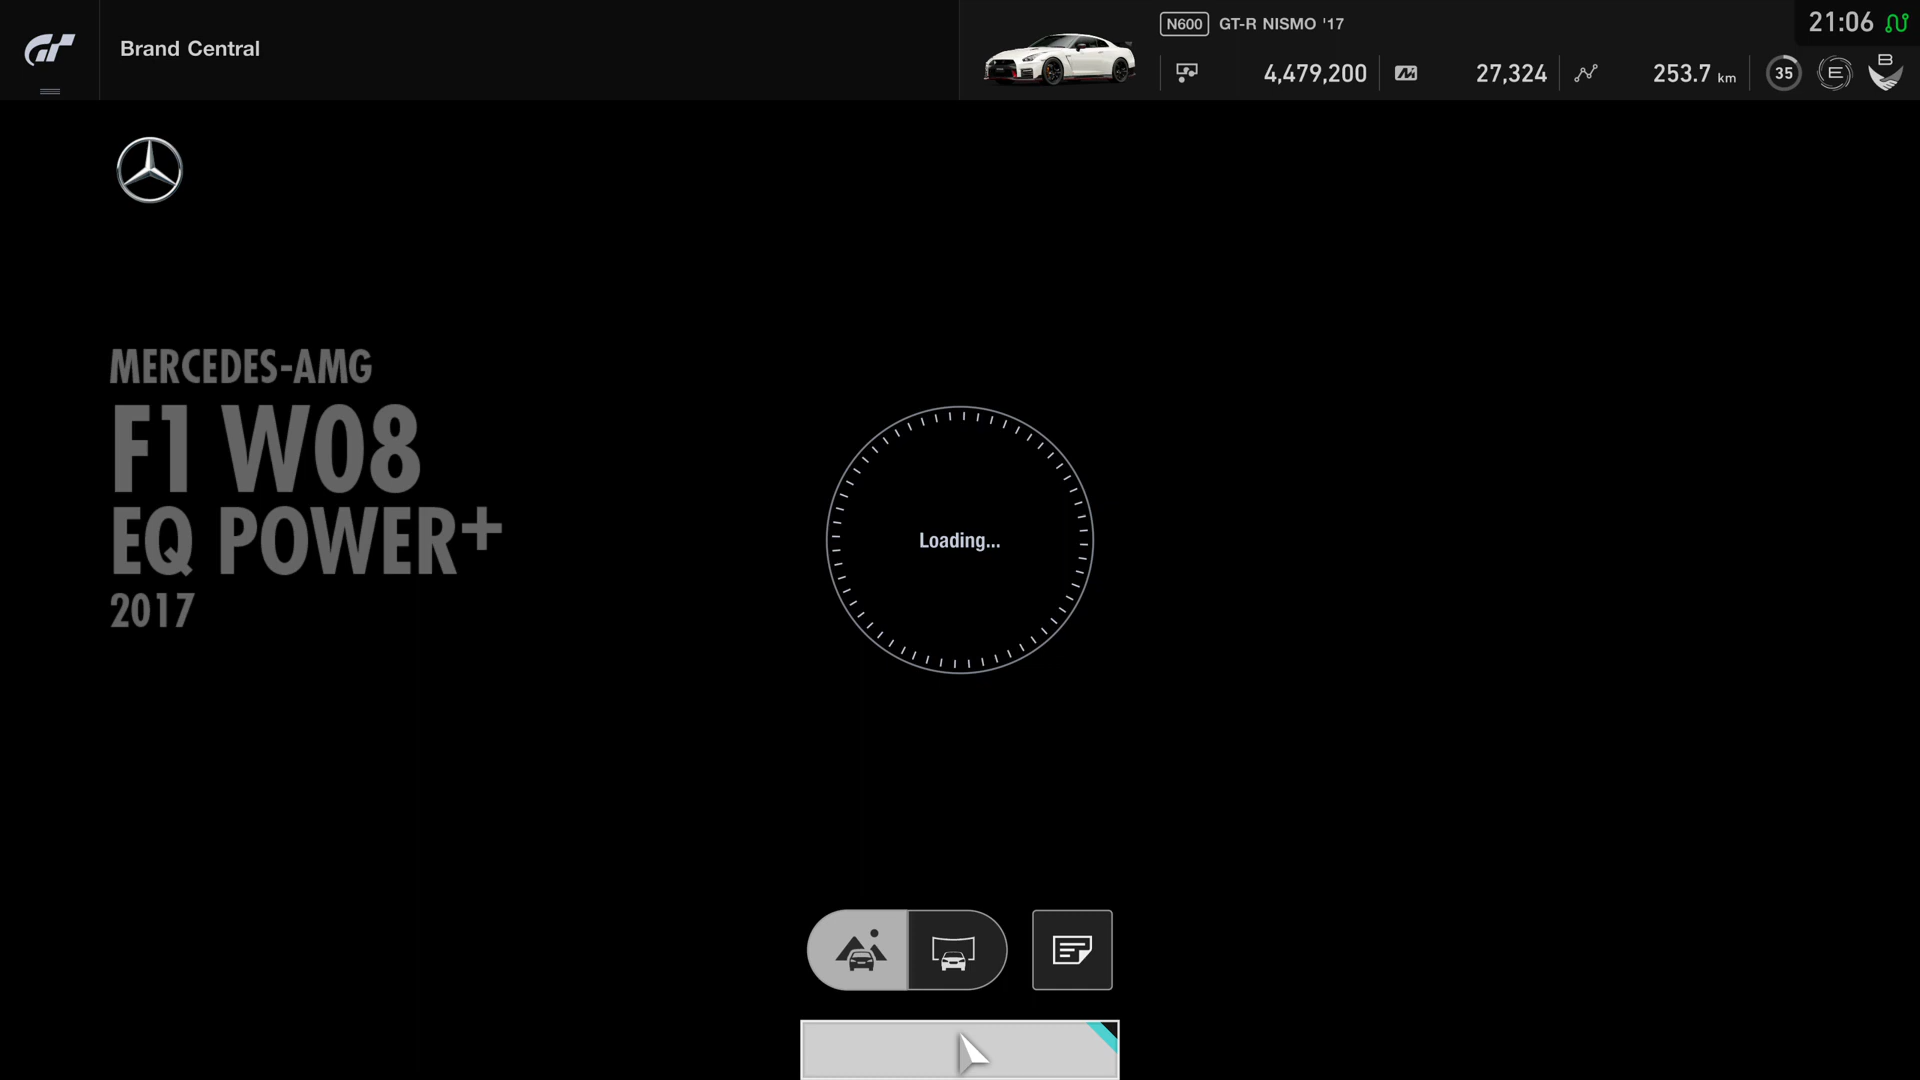 Brand Central
N600 GT-R NISMO '17
21:06
4,479,200
27,324
253.7 km
35
E
B
MERCEDES-AMG
F1 W08
EQ POWER+
2017
Loading...